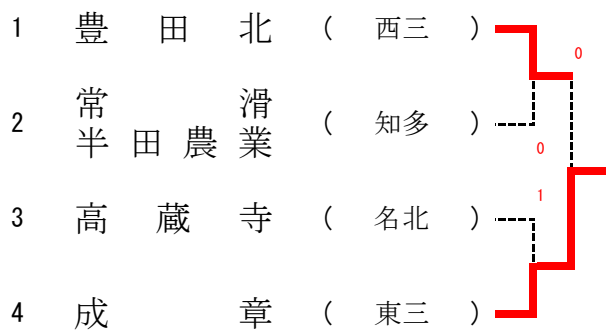 1 豊田北 （ 西三 ）
0
常滑
2 （ 知多 ）
半田農業
0
1
3 高蔵寺 （ 名北 ）
4 成章 （ 東三 ）